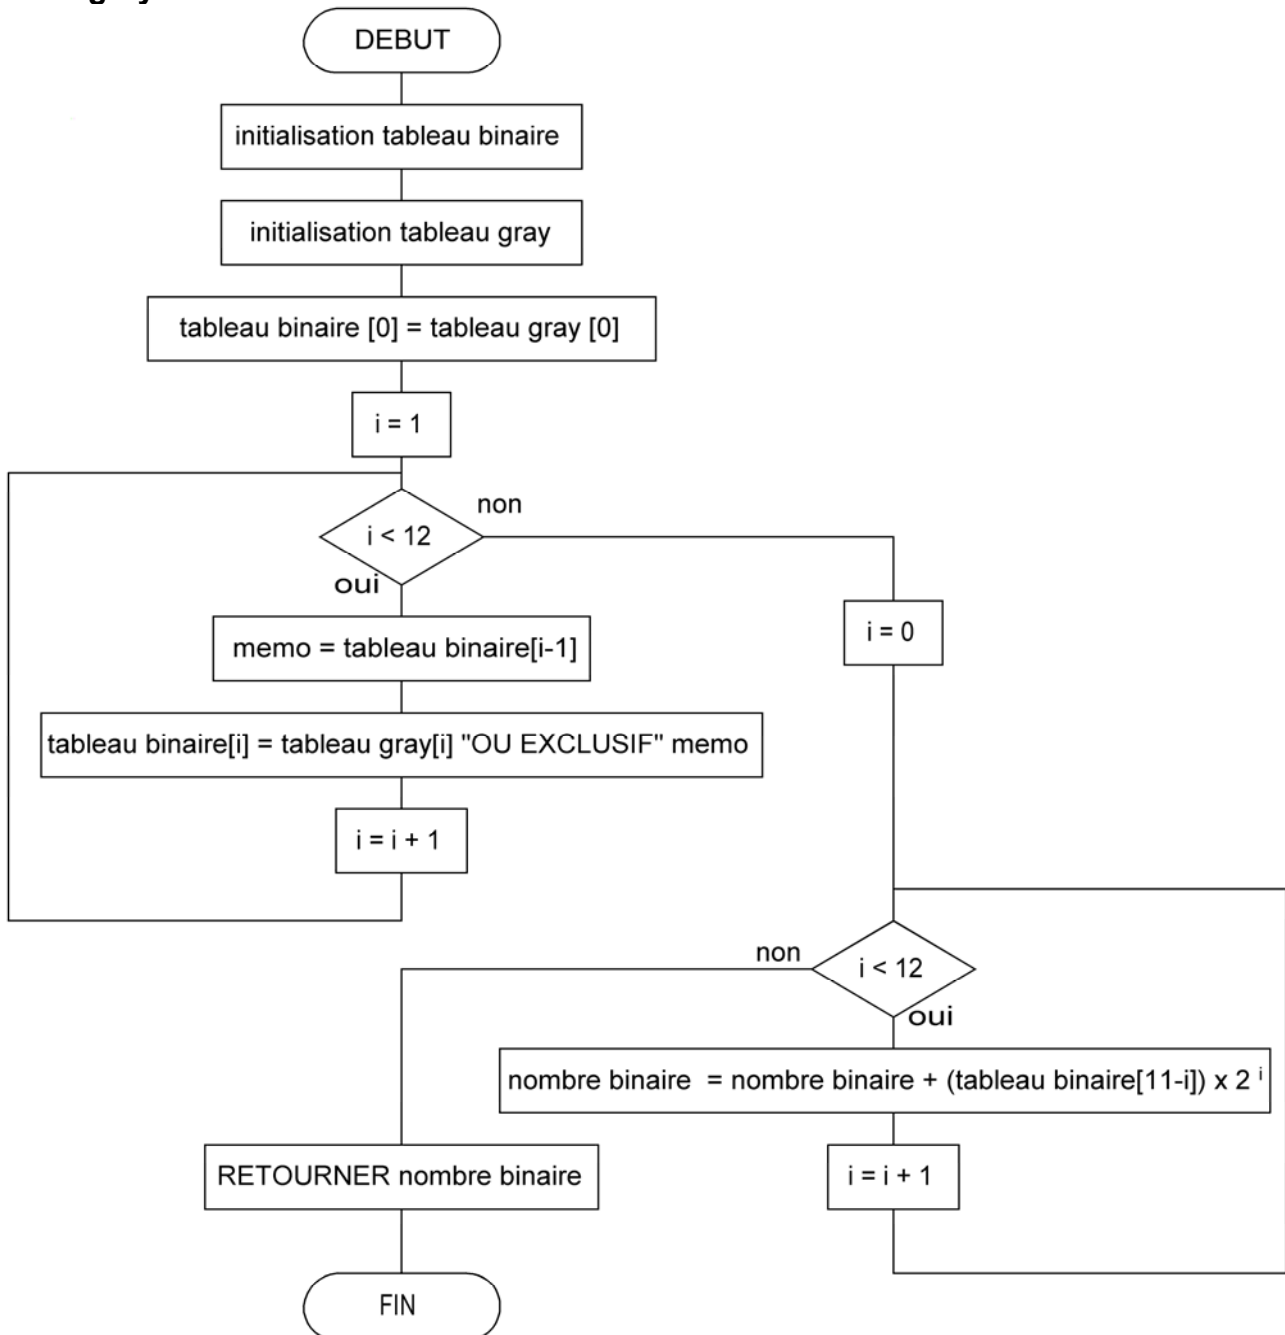 DEBUT
initialisation tableau binaire
initialisation tableau gray
tableau binaire [0] = tableau gray [0]
i = 1
i < 12
non
oui
memo = tableau binaire[i-1]
tableau binaire[i] = tableau gray[i] "OU EXCLUSIF" memo
i = i + 1
i = 0
i < 12
non
oui
nombre binaire = nombre binaire + (tableau binaire[11-i]) x 2 ⁱ
i = i + 1
RETOURNER nombre binaire
FIN